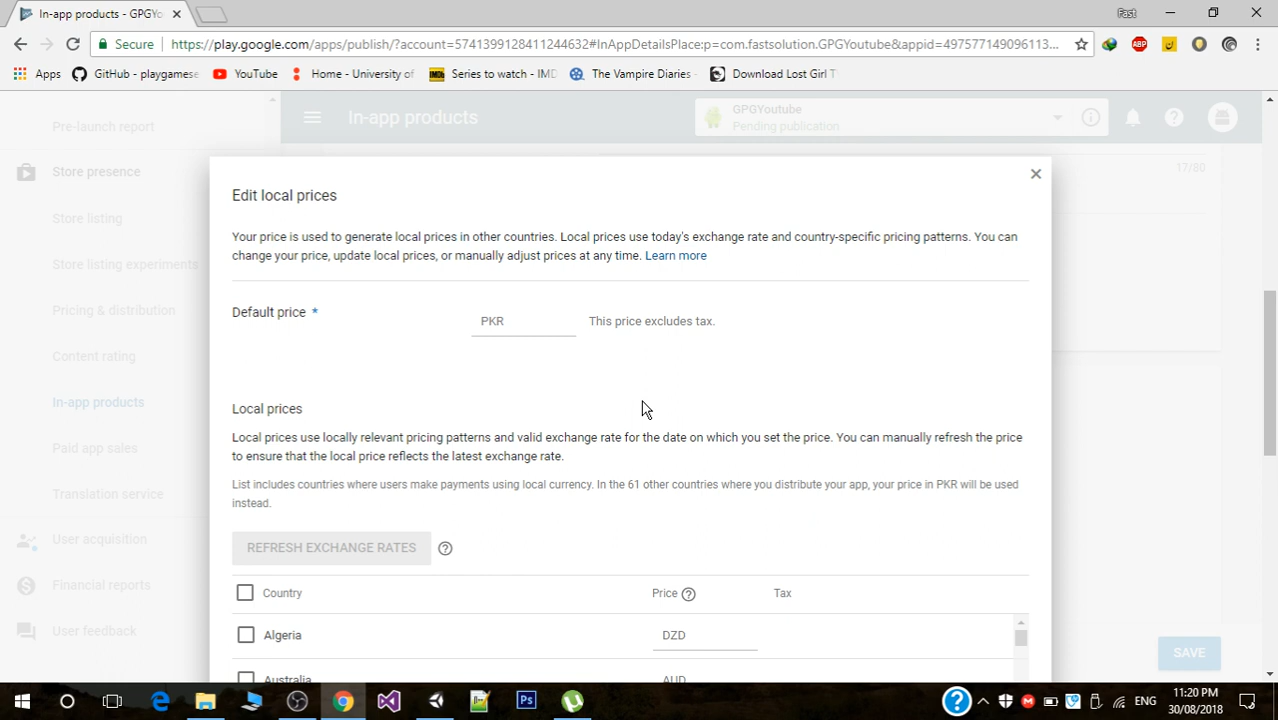 In-app products - GPGYo
Fast
Secure
https://play.google.com/apps/publish/?account=5741399128411244632#InAppDetailsPlace:p=com.fastsolution.GPGYoutube&appid=497577149096113...
ABP
Apps
GitHub - playgamese
YouTube
Home - University of
IMDb
Series to watch - IMD
The Vampire Diaries -
Download Lost Girl T
Pre-launch report
In-app products
GPGYoutube
Pending publication
Store presence
17/80
Store listing
Store listing experiments
Pricing & distribution
Content rating
In-app products
Paid app sales
Translation service
User acquisition
Financial reports
User feedback
Edit local prices
Your price is used to generate local prices in other countries. Local prices use today's exchange rate and country-specific pricing patterns. You can
change your price, update local prices, or manually adjust prices at any time. Learn more
Default price *
PKR
This price excludes tax.
Local prices
Local prices use locally relevant pricing patterns and valid exchange rate for the date on which you set the price. You can manually refresh the price
to ensure that the local price reflects the latest exchange rate.
List includes countries where users make payments using local currency. In the 61 other countries where you distribute your app, your price in PKR will be used
instead.
REFRESH EXCHANGE RATES
Country
Price
Tax
Algeria
DZD
Australia
AUD
SAVE
Ps
ENG
11:20 PM
30/08/2018